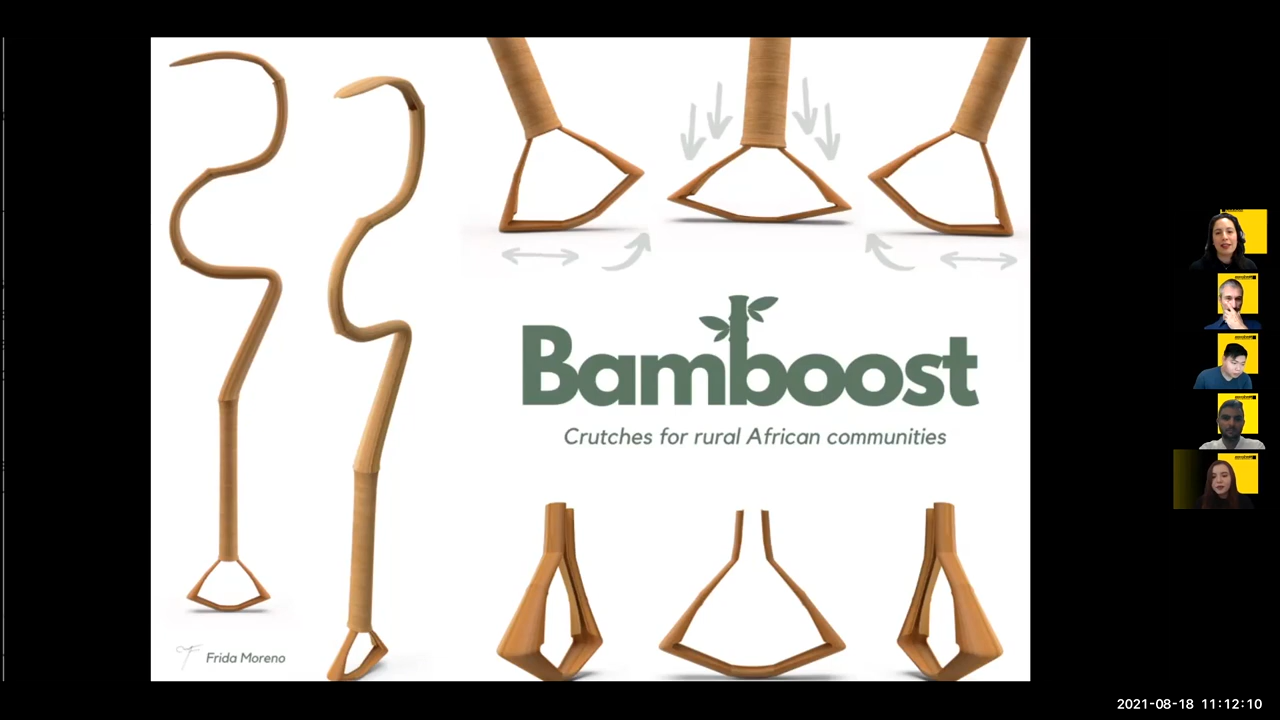 Bamboost
Crutches for rural African communities
Frida Moreno
2021-08-18 11:12:10